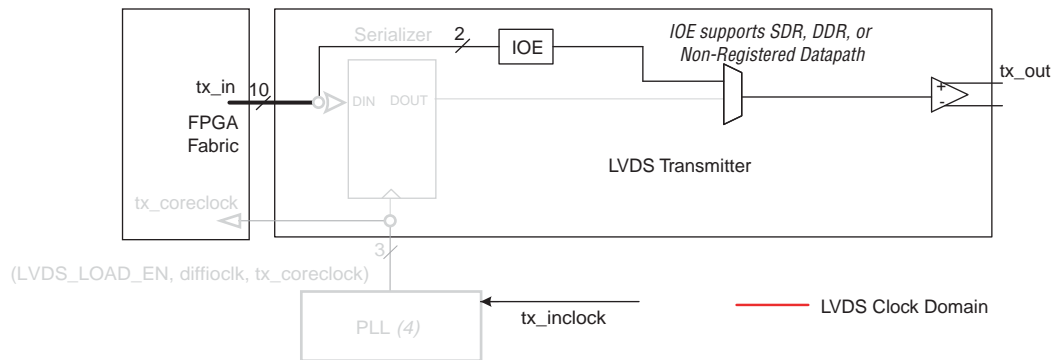 Serializer
2
IOE
IOE supports SDR, DDR, or
Non-Registered Datapath
tx_in
10
DIN
DOUT
+
-
tx_out
FPGA
Fabric
LVDS Transmitter
tx_coreclock
3
(LVDS_LOAD_EN, diffioclk, tx_coreclock)
PLL (4)
tx_inclock
LVDS Clock Domain